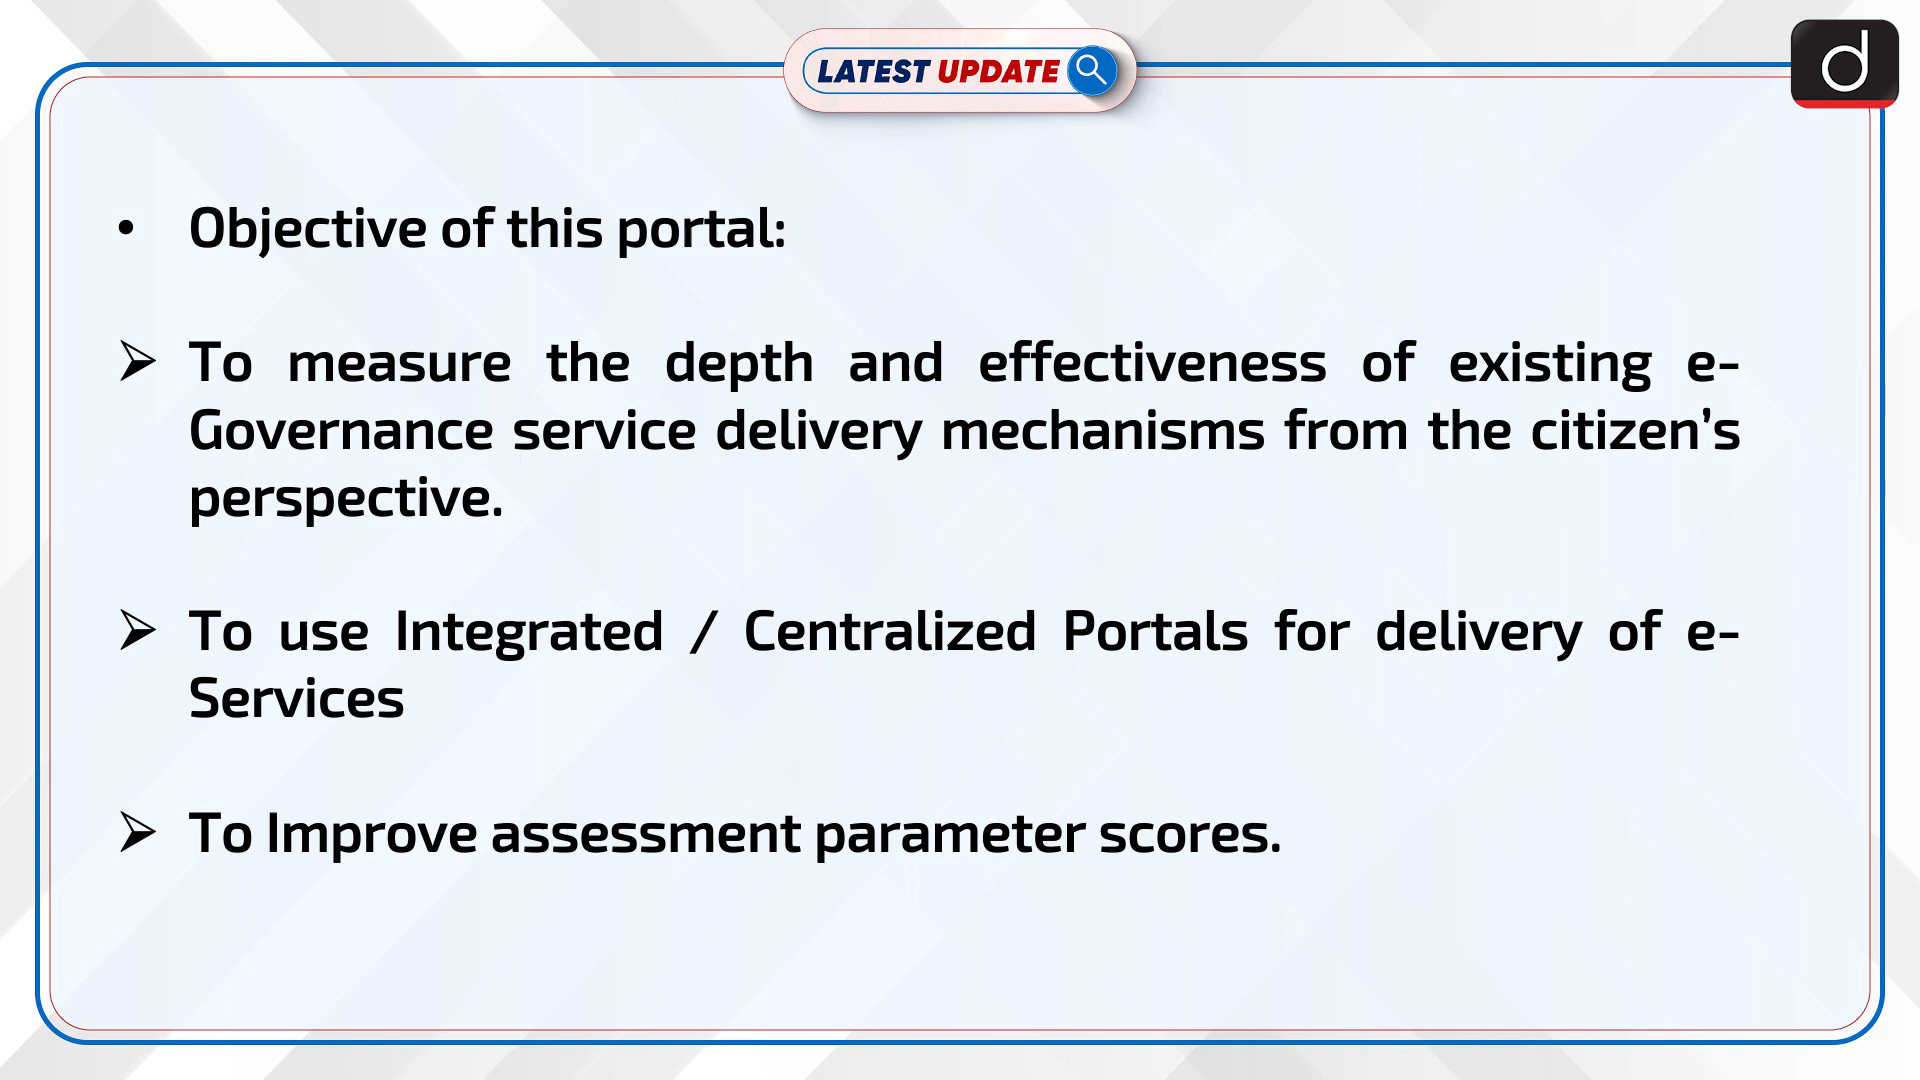 LATEST UPDATE
d
• Objective of this portal:
➢ To measure the depth and effectiveness of existing e-
Governance service delivery mechanisms from the citizen’s
perspective.
➢ To use Integrated / Centralized Portals for delivery of e-
Services
➢ To Improve assessment parameter scores.